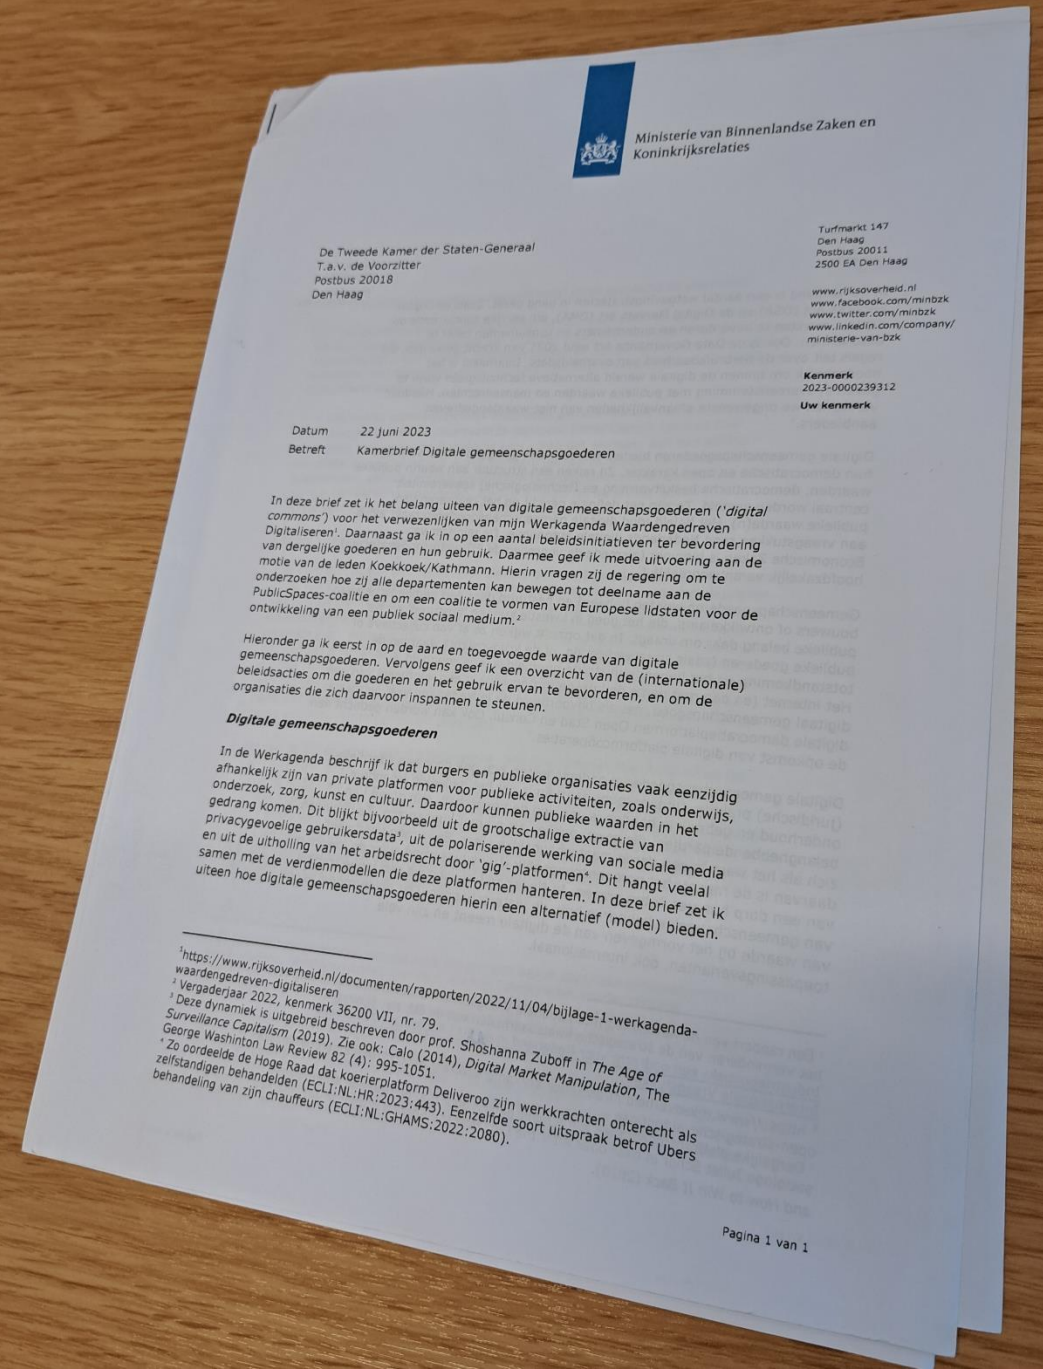 Ministerie van Binnenlandse Zaken en
Koninkrijksrelaties
De Tweede Kamer der Staten-Generaal
T.a.v. de Voorzitter
Postbus 20018
Den Haag
Turfmarkt 147
Den Haag
Postbus 20011
2500 EA Den Haag
www.rijksoverheid.nl
www.facebook.com/minbzk
www.twitter.com/minbzk
www.linkedin.com/company/
ministerie-van-bzk
Kenmerk
2023-0000239312
Uw kenmerk
Datum 22 juni 2023
Betreft Kamerbrief Digitale gemeenschapsgoederen
In deze brief zet ik het belang uiteen van digitale gemeenschapsgoederen ('digital
commons') voor het verwezenlijken van mijn Werkagenda Waardengedreven
Digitaliseren¹. Daarnaast ga ik in op een aantal beleidsinitiatieven ter bevordering
van dergelijke goederen en hun gebruik. Daarmee geef ik mede uitvoering aan de
motie van de leden Koekkoek/Kathmann. Hierin vragen zij de regering om te
onderzoeken hoe zij alle departementen kan bewegen tot deelname aan de
PublicSpaces-coalitie en om een coalitie te vormen van Europese lidstaten voor de
ontwikkeling van een publiek sociaal medium.²
Hieronder ga ik eerst in op de aard en toegevoegde waarde van digitale
gemeenschapsgoederen. Vervolgens geef ik een overzicht van de (internationale)
beleidsacties om die goederen en het gebruik ervan te bevorderen, en om de
organisaties die zich daarvoor inspannen te steunen.
Digitale gemeenschapsgoederen
In de Werkagenda beschrijf ik dat burgers en publieke organisaties vaak eenzijdig
afhankelijk zijn van private platformen voor publieke activiteiten, zoals onderwijs,
onderzoek, zorg, kunst en cultuur. Daardoor kunnen publieke waarden in het
gedrang komen. Dit blijkt bijvoorbeeld uit de grootschalige extractie van
privacygevoelige gebruikersdata³, uit de polariserende werking van sociale media
en uit de uitholling van het arbeidsrecht door 'gig'-platformen⁴. Dit hangt veelal
samen met de verdienmodellen die deze platformen hanteren. In deze brief zet ik
uiteen hoe digitale gemeenschapsgoederen hierin een alternatief (model) bieden.
¹https://www.rijksoverheid.nl/documenten/rapporten/2022/11/04/bijlage-1-werkagenda-
waardengedreven-digitaliseren
² Vergaderjaar 2022, kenmerk 36200 VII, nr. 79.
³ Deze dynamiek is uitgebreid beschreven door prof. Shoshanna Zuboff in The Age of
Surveillance Capitalism (2019). Zie ook: Calo (2014), Digital Market Manipulation, The
George Washinton Law Review 82 (4): 995-1051.
⁴ Zo oordeelde de Hoge Raad dat koerierplatform Deliveroo zijn werkkrachten onterecht als
zelfstandigen behandelden (ECLI:NL:HR:2023:443). Eenzelfde soort uitspraak betrof Ubers
behandeling van zijn chauffeurs (ECLI:NL:GHAMS:2022:2080).
Pagina 1 van 1